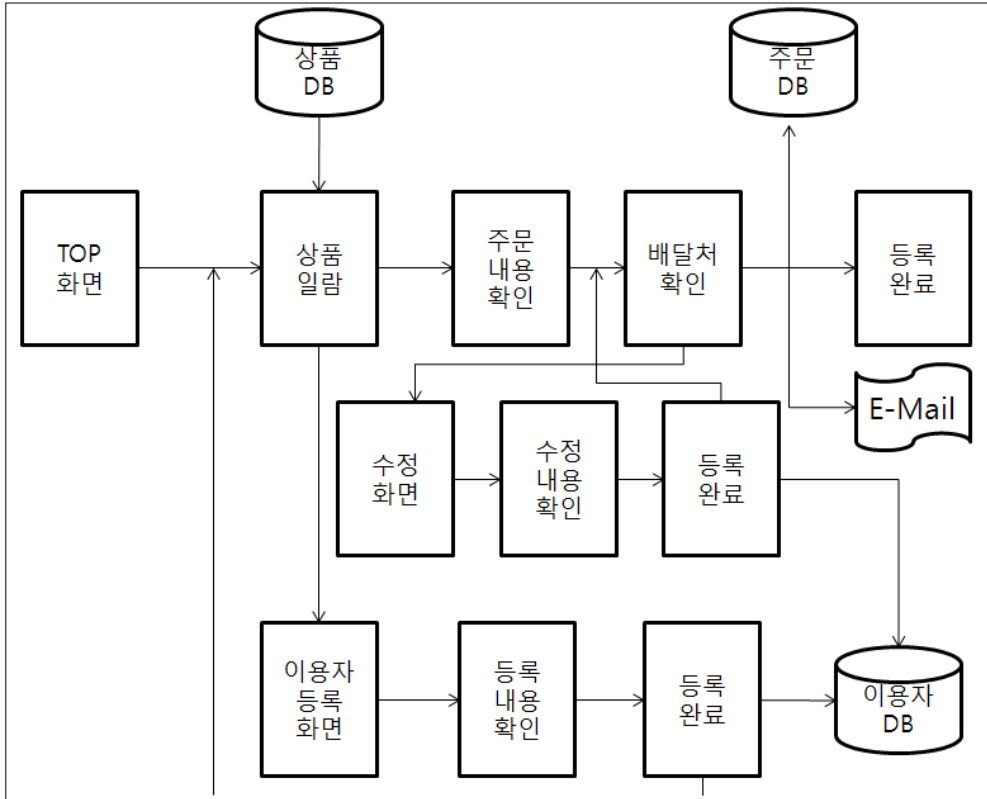 상품
DB
주문
DB
TOP
화면
상품
일람
주문
내용
확인
배달처
확인
등록
완료
E-Mail
수정
화면
수정
내용
확인
등록
완료
이용자
등록
화면
등록
내용
확인
등록
완료
이용자
DB